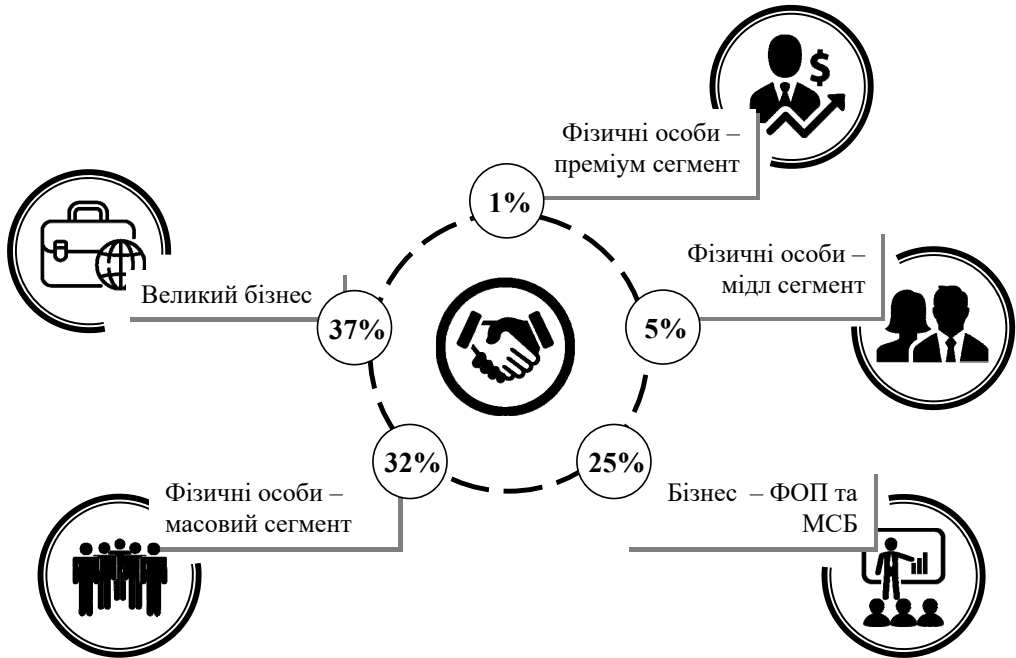 $
Фізичні особи –
преміум сегмент
1%
Фізичні особи –
мідл сегмент
5%
Великий бізнес
37%
32%
25%
Фізичні особи –
масовий сегмент
Бізнес – ФОП та
МСБ